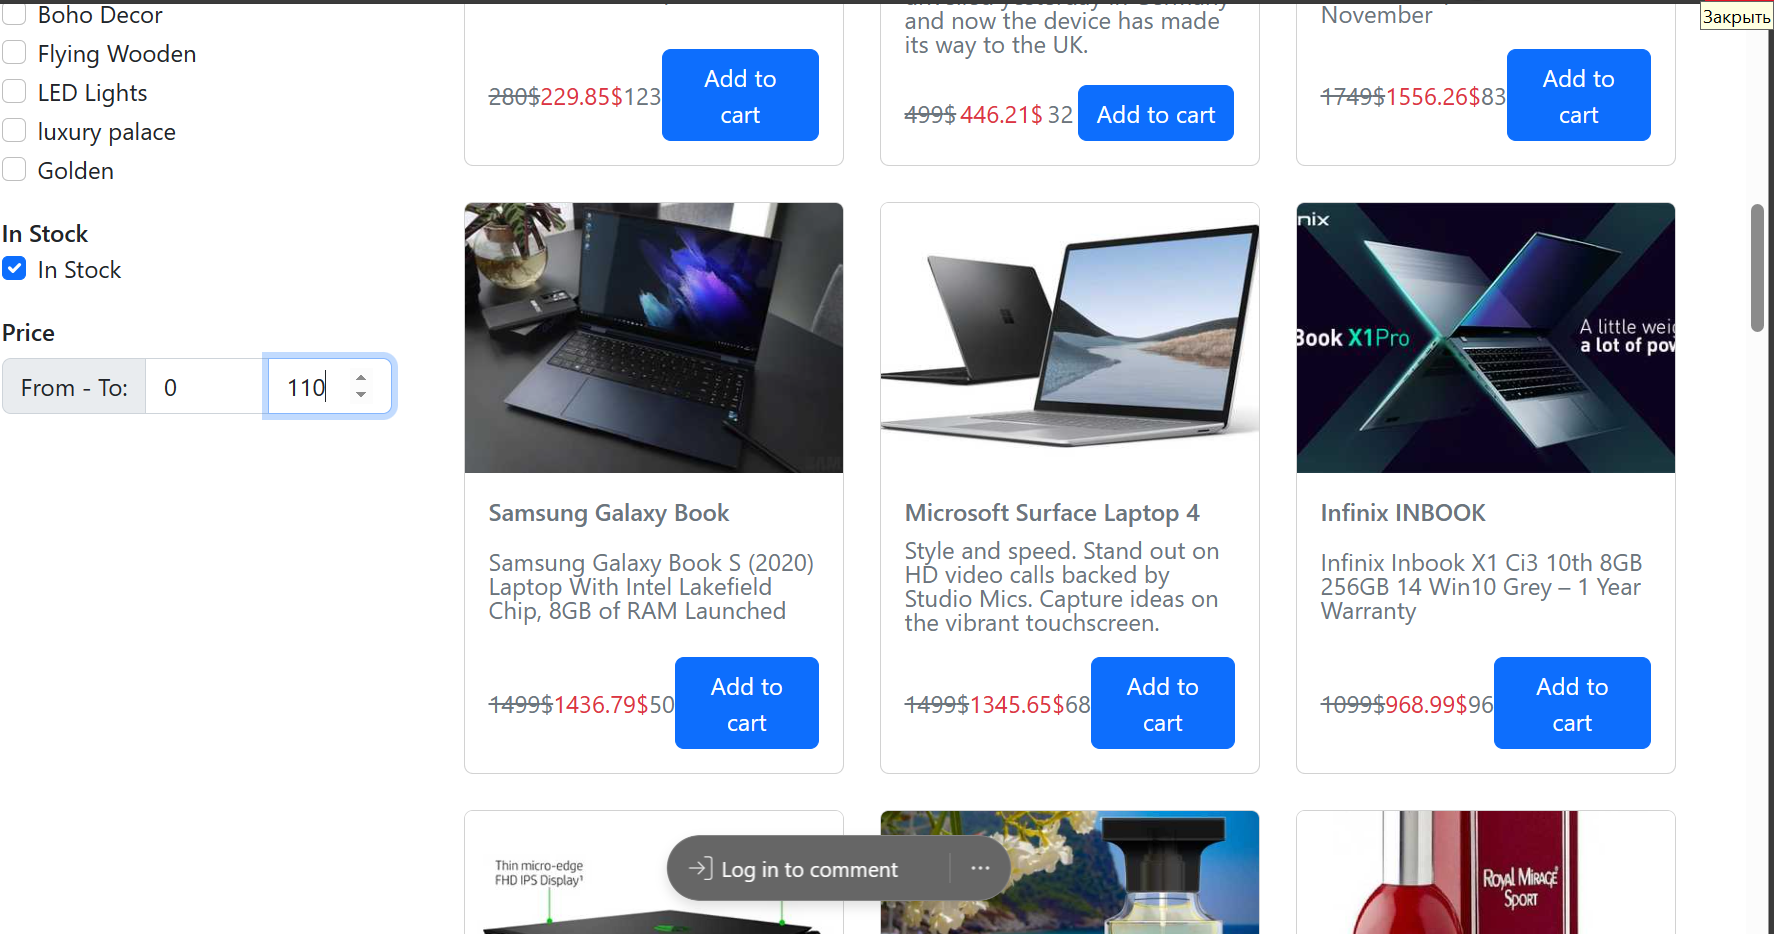 Закрыть
Boho Decor
Flying Wooden
LED Lights
luxury palace
Golden
In Stock
In Stock
Price
From - To: 0 110
280$229.85$123
Add to
cart
and now the device has made
its way to the UK.
499$ 446.21$ 32
Add to cart
November
1749$1556.26$83
Add to
cart
Samsung Galaxy Book
Samsung Galaxy Book S (2020)
Laptop With Intel Lakefield
Chip, 8GB of RAM Launched
1499$1436.79$50
Add to
cart
Microsoft Surface Laptop 4
Style and speed. Stand out on
HD video calls backed by
Studio Mics. Capture ideas on
the vibrant touchscreen.
1499$1345.65$68
Add to
cart
nix
Book X1Pro
A little wei
a lot of pov
Infinix INBOOK
Infinix Inbook X1 Ci3 10th 8GB
256GB 14 Win10 Grey – 1 Year
Warranty
1099$968.99$96
Add to
cart
Thin micro-edge
FHD IPS Display¹
Log in to comment
ROYAL MIRAGE
SPORT